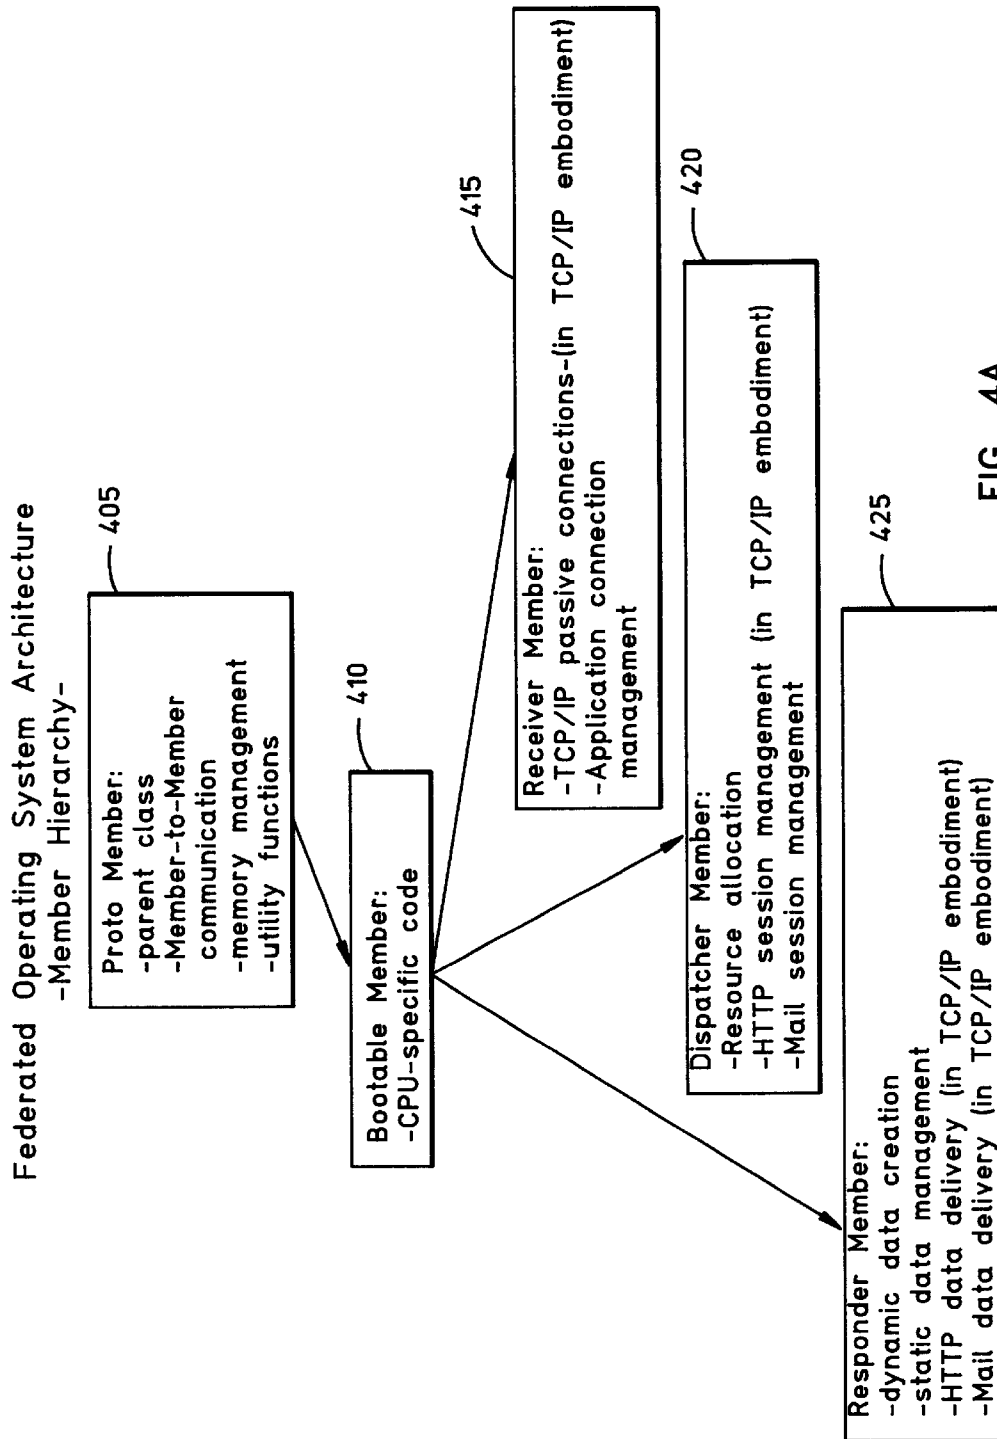 Federated Operating System Architecture
-Member Hierarchy-
405
Proto Member:
-parent class
-Member-to-Member
communication
-memory management
-utility functions
410
Bootable Member:
-CPU-specific code
415
Receiver Member:
-TCP/IP passive connections-(in TCP/IP embodiment)
-Application connection
management
420
Dispatcher Member:
-Resource allocation
-HTTP session management (in TCP/IP embodiment)
-Mail session management
425
Responder Member:
-dynamic data creation
-static data management
-HTTP data delivery (in TCP/IP embodiment)
-Mail data delivery (in TCP/IP embodiment)
FIG. 4A